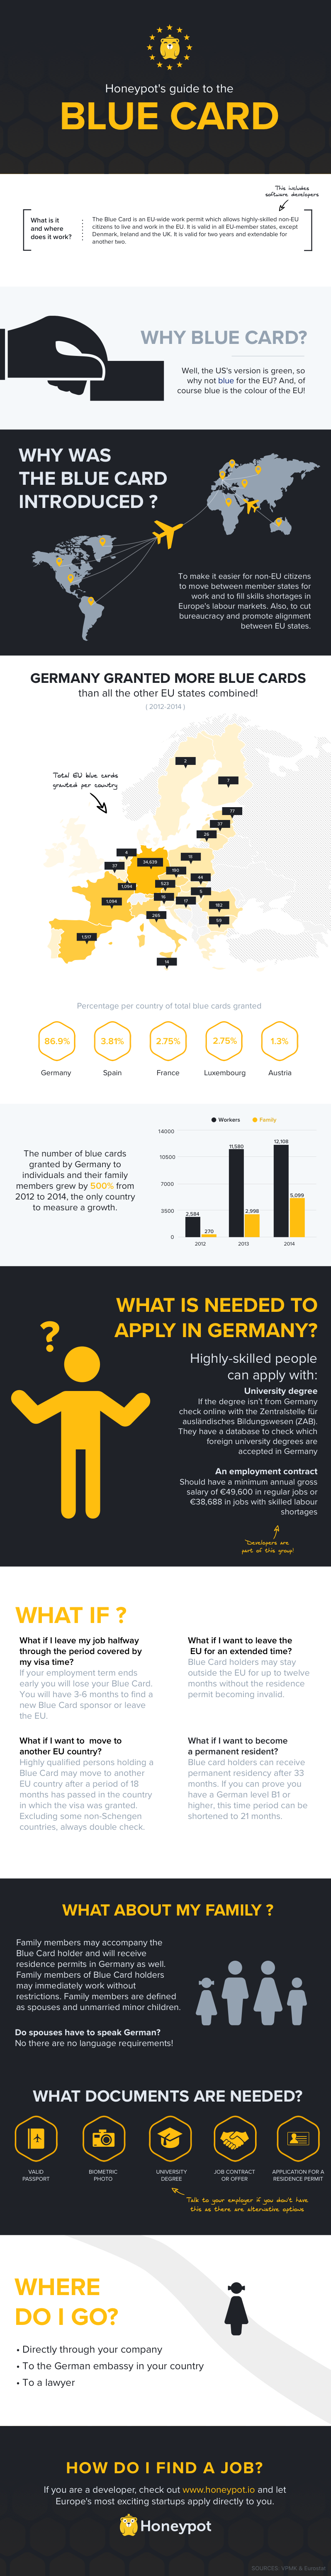 Honeypot's guide to the
BLUE CARD
This includes
software developers
What is it
and where
does it work?
The Blue Card is an EU-wide work permit which allows highly-skilled non-EU
citizens to live and work in the EU. It is valid in all EU-member states, except
Denmark, Ireland and the UK. It is valid for two years and extendable for
another two.
WHY BLUE CARD?
Well, the US's version is green, so
why not blue for the EU? And, of
course blue is the colour of the EU!
WHY WAS
THE BLUE CARD
INTRODUCED ?
To make it easier for non-EU citizens
to move between member states for
work and to fill skills shortages in
Europe's labour markets. Also, to cut
bureaucracy and promote alignment
between EU states.
GERMANY GRANTED MORE BLUE CARDS
than all the other EU states combined!
( 2012-2014 )
Total EU blue cards
granted per country
2
7
77
37
26
4
34,639
15
37
193
1,094
523
44
5
1,094
16
17
182
265
59
1,517
14
Percentage per country of total blue cards granted
86.9%
3.81%
2.75%
2.75%
1.3%
Germany
Spain
France
Luxembourg
Austria
The number of blue cards
granted by Germany to
individuals and their family
members grew by 500% from
2012 to 2014, the only country
to measure a growth.
Workers
Family
14000
10500
7000
3500
0
2,584
270
11,580
2,998
12,108
5,099
2012
2013
2014
WHAT IS NEEDED TO
APPLY IN GERMANY?
Highly-skilled people
can apply with:
University degree
If the degree isn't from Germany
check online with the Zentralstelle für
ausländisches Bildungswesen (ZAB).
They have a database to check which
foreign university degrees are
accepted in Germany
An employment contract
Should have a minimum annual gross
salary of €49,600 in regular jobs or
€38,688 in jobs with skilled labour
shortages
Developers are
part of this group!
WHAT IF ?
What if I leave my job halfway
through the period covered by
my visa time?
If your employment term ends
early you will lose your Blue Card.
You will have 3-6 months to find a
new Blue Card sponsor or leave
the EU.
What if I want to leave the
EU for an extended time?
Blue Card holders may stay
outside the EU for up to twelve
months without the residence
permit becoming invalid.
What if I want to move to
another EU country?
Highly qualified persons holding a
Blue Card may move to another
EU country after a period of 18
months has passed in the country
in which the visa was granted.
Excluding some non-Schengen
countries, always double check.
What if I want to become
a permanent resident?
Blue card holders can receive
permanent residency after 33
months. If you can prove you
have a German level B1 or
higher, this time period can be
shortened to 21 months.
WHAT ABOUT MY FAMILY ?
Family members may accompany the
Blue Card holder and will receive
residence permits in Germany as well.
Family members of Blue Card holders
may immediately work without
restrictions. Family members are defined
as spouses and unmarried minor children.
Do spouses have to speak German?
No there are no language requirements!
WHAT DOCUMENTS ARE NEEDED?
VALID
PASSPORT
BIOMETRIC
PHOTO
UNIVERSITY
DEGREE
JOB CONTRACT
OR OFFER
APPLICATION FOR A
RESIDENCE PERMIT
Talk to your employer if you don't have
this as there are alternative options
WHERE
DO I GO?
• Directly through your company
• To the German embassy in your country
• To a lawyer
HOW DO I FIND A JOB?
If you are a developer, check out www.honeypot.io and let
Europe's most exciting startups apply directly to you.
Honeypot